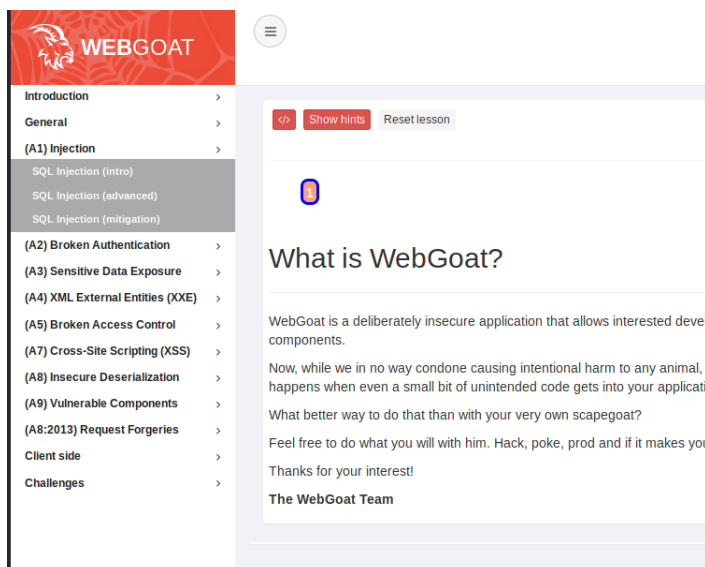 WEBGOAT
Introduction
General
(A1) Injection
SQL Injection (intro)
SQL Injection (advanced)
SQL Injection (mitigation)
(A2) Broken Authentication
(A3) Sensitive Data Exposure
(A4) XML External Entities (XXE)
(A5) Broken Access Control
(A7) Cross-Site Scripting (XSS)
(A8) Insecure Deserialization
(A9) Vulnerable Components
(A8:2013) Request Forgeries
Client side
Challenges
</> Show hints Reset lesson
1
What is WebGoat?
WebGoat is a deliberately insecure application that allows interested deve
components.
Now, while we in no way condone causing intentional harm to any animal,
happens when even a small bit of unintended code gets into your applicati
What better way to do that than with your very own scapegoat?
Feel free to do what you will with him. Hack, poke, prod and if it makes you
Thanks for your interest!
The WebGoat Team